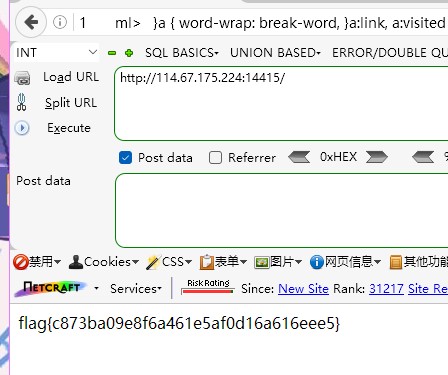 1 ml> }a { word-wrap: break-word, }a:link, a:visited
INT SQL BASICS UNION BASED ERROR/DOUBLE QU
Load URL http://114.67.175.224:14415/
Split URL
Execute
Post data Referrer 0xHEX
Post data
禁用 Cookies CSS 表单 图片 网页信息 其他功能
NETCRAFT Services Risk Rating Since: New Site Rank: 31217 Site Re
flag{c873ba09e8f6a461e5af0d16a616eee5}